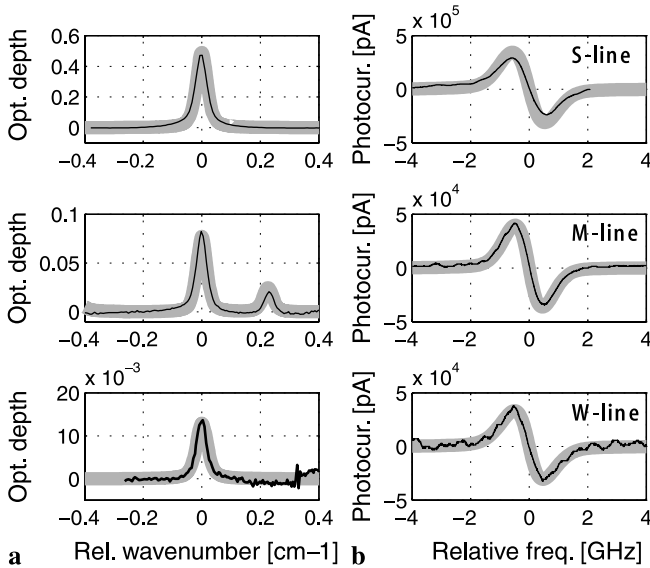 Opt. depth
0.6
0.4
0.2
0
−0.4 −0.2 0 0.2 0.4
Photocur. [pA]
x 10^5
5
0
−5
−4 −2 0 2 4
S-line
Opt. depth
0.1
0.05
0
−0.4 −0.2 0 0.2 0.4
Photocur. [pA]
x 10^4
5
0
−5
−4 −2 0 2 4
M-line
Opt. depth
x 10^−3
20
10
0
−0.4 −0.2 0 0.2 0.4
Photocur. [pA]
x 10^4
5
0
−5
−4 −2 0 2 4
W-line
a Rel. wavenumber [cm−1]
b Relative freq. [GHz]